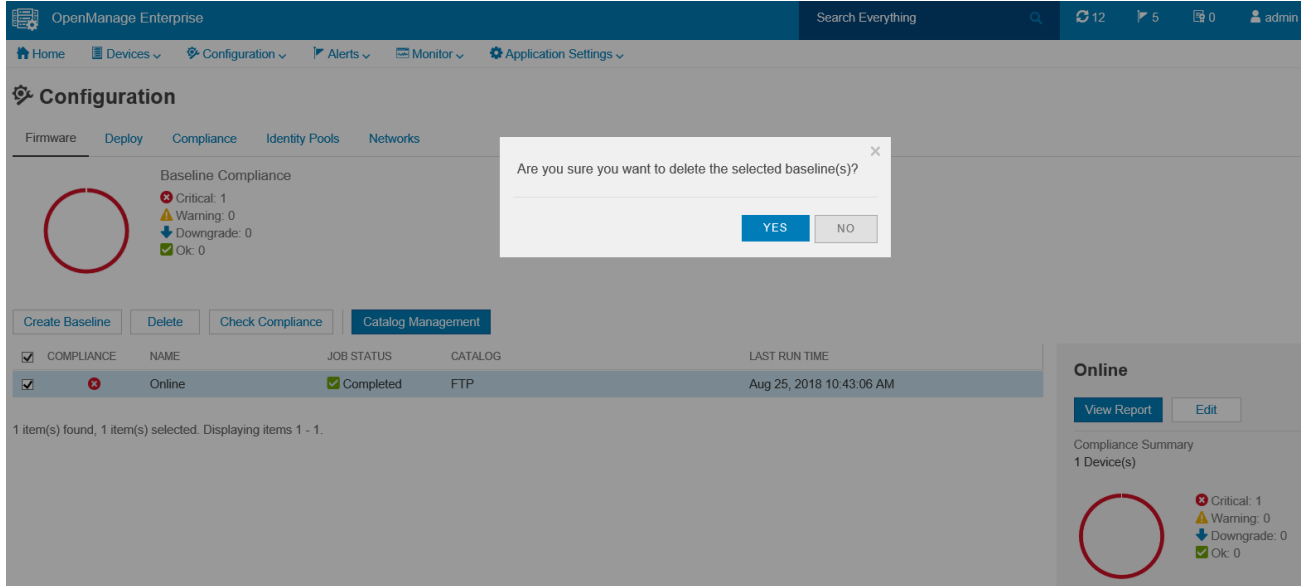 OpenManage Enterprise
Search Everything
12
5
0
admin
Home Devices Configuration Alerts Monitor Application Settings
Configuration
Firmware Deploy Compliance Identity Pools Networks
Baseline Compliance
Critical: 1
Warning: 0
Downgrade: 0
Ok: 0
×
Are you sure you want to delete the selected baseline(s)?
YES NO
Create Baseline Delete Check Compliance Catalog Management
COMPLIANCE NAME JOB STATUS CATALOG LAST RUN TIME
Online Completed FTP Aug 25, 2018 10:43:06 AM
1 item(s) found, 1 item(s) selected. Displaying items 1 - 1.
Online
View Report Edit
Compliance Summary
1 Device(s)
Critical: 1
Warning: 0
Downgrade: 0
Ok: 0